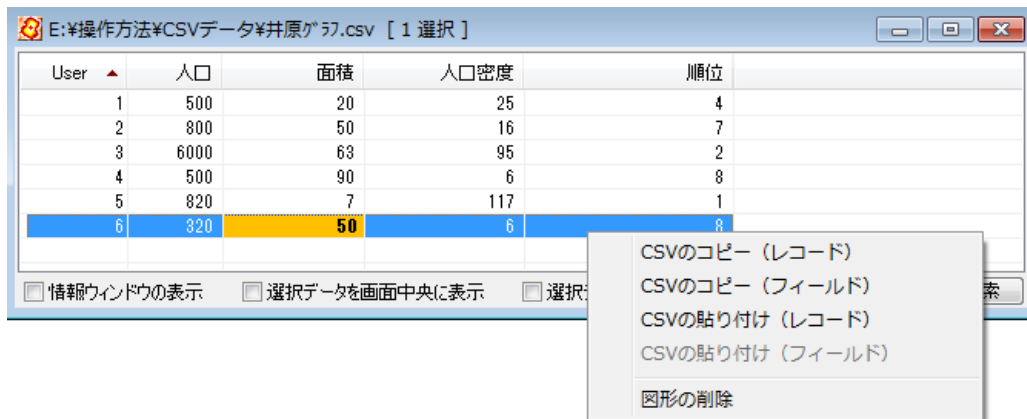 E:¥操作方法¥CSVデータ¥井原グラフ.csv [ 1 選択 ]
User 人口 面積 人口密度 順位
1 500 20 25 4
2 800 50 16 7
3 6000 63 95 2
4 500 90 6 8
5 820 7 117 1
6 320 50 6 8
情報ウィンドウの表示 選択データを画面中央に表示 選択 索
CSVのコピー（レコード）
CSVのコピー（フィールド）
CSVの貼り付け（レコード）
CSVの貼り付け（フィールド）
図形の削除